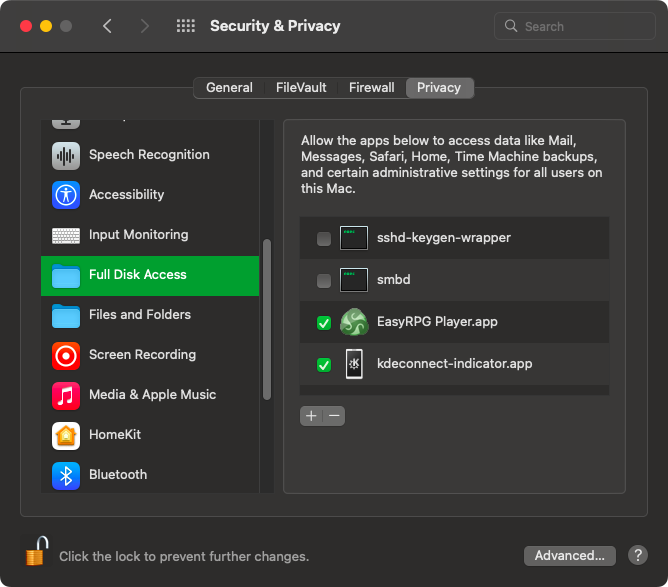 Security & Privacy
Search
General
FileVault
Firewall
Privacy
Speech Recognition
Accessibility
Input Monitoring
Full Disk Access
Files and Folders
Screen Recording
Media & Apple Music
HomeKit
Bluetooth
Allow the apps below to access data like Mail,
Messages, Safari, Home, Time Machine backups,
and certain administrative settings for all users on
this Mac.
sshd-keygen-wrapper
smbd
EasyRPG Player.app
kdeconnect-indicator.app
Click the lock to prevent further changes.
Advanced...
?